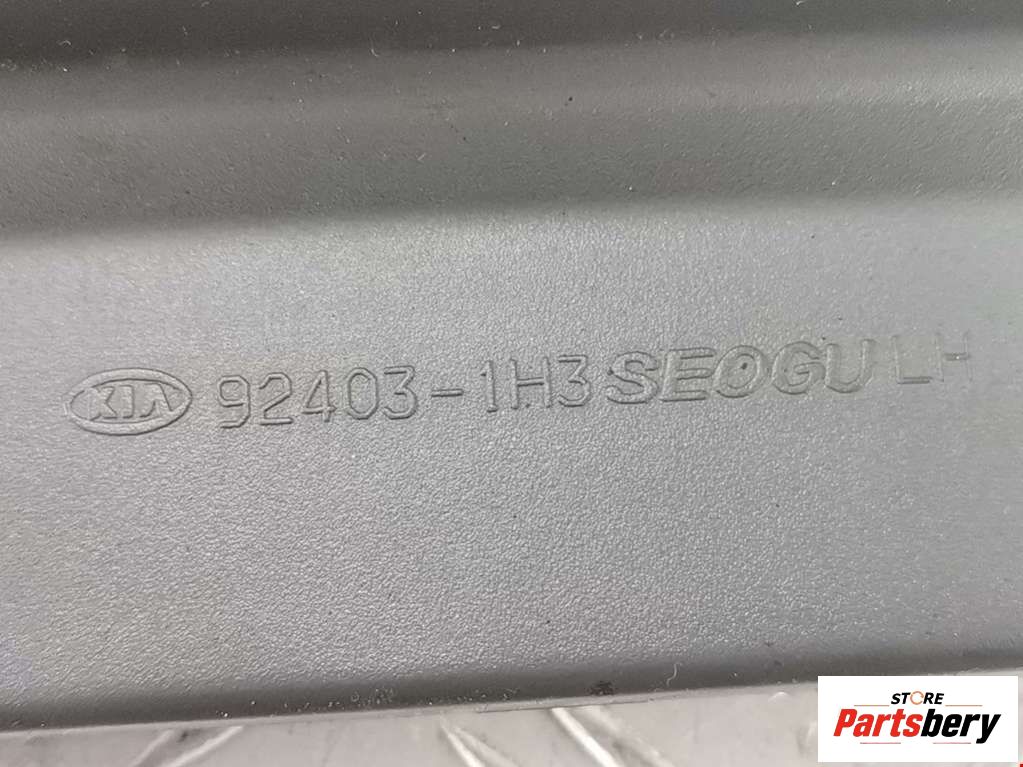 KIA 92403-1H3 SEOGU LH
STORE
Partsbery